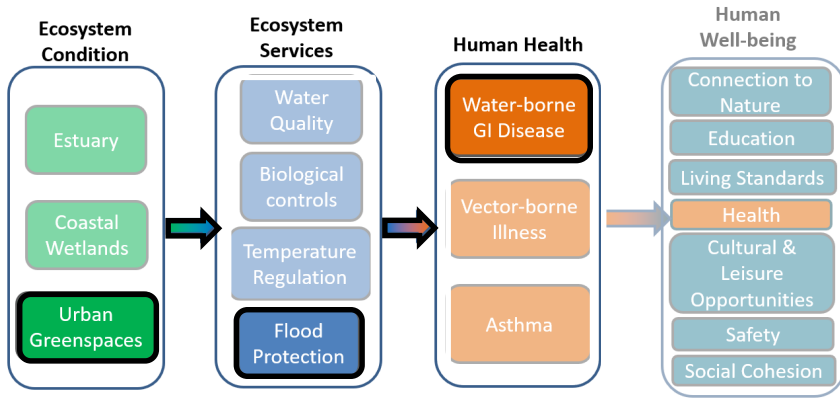 Ecosystem
Condition
Estuary
Coastal
Wetlands
Urban
Greenspaces
Ecosystem
Services
Water
Quality
Biological
controls
Temperature
Regulation
Flood
Protection
Human Health
Water-borne
GI Disease
Vector-borne
Illness
Asthma
Human
Well-being
Connection to
Nature
Education
Living Standards
Health
Cultural &
Leisure
Opportunities
Safety
Social Cohesion